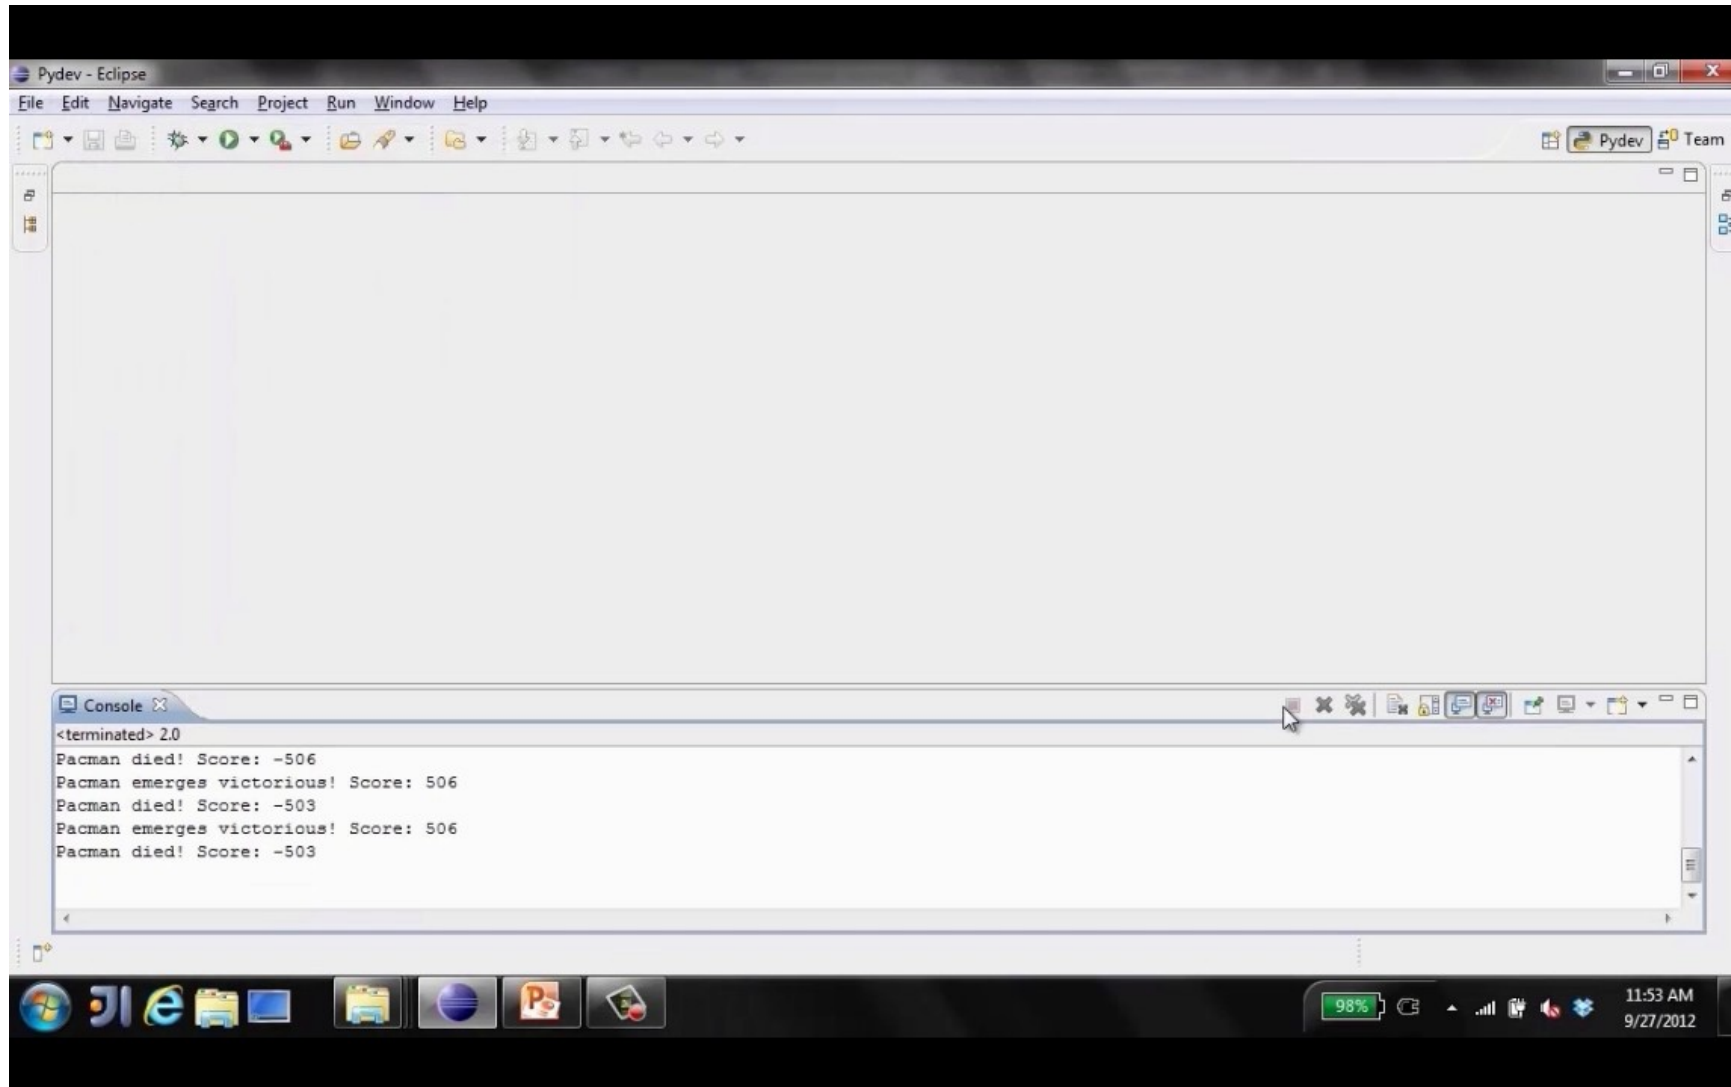 Pydev - Eclipse
File Edit Navigate Search Project Run Window Help
Pydev Team
Console
<terminated> 2.0
Pacman died! Score: -506
Pacman emerges victorious! Score: 506
Pacman died! Score: -503
Pacman emerges victorious! Score: 506
Pacman died! Score: -503
98%
11:53 AM
9/27/2012